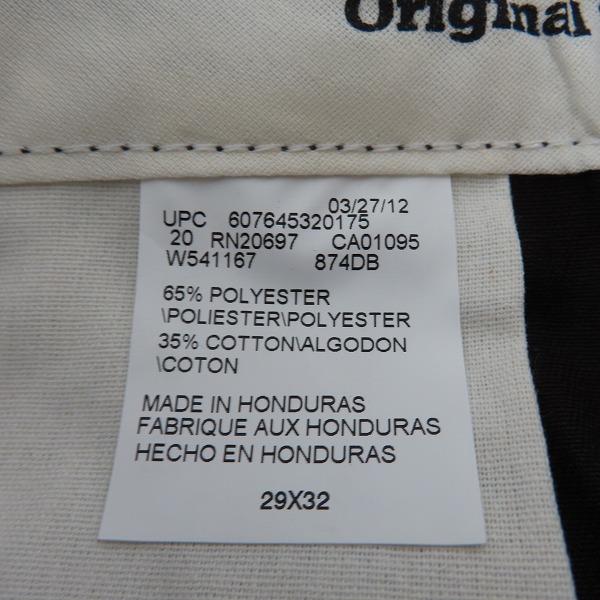 Original
03/27/12
UPC 607645320175
20 RN20697 CA01095
W541167 874DB
65% POLYESTER
\POLIESTER\POLYESTER
35% COTTON\ALGODON
\COTON
MADE IN HONDURAS
FABRIQUE AUX HONDURAS
HECHO EN HONDURAS
29X32